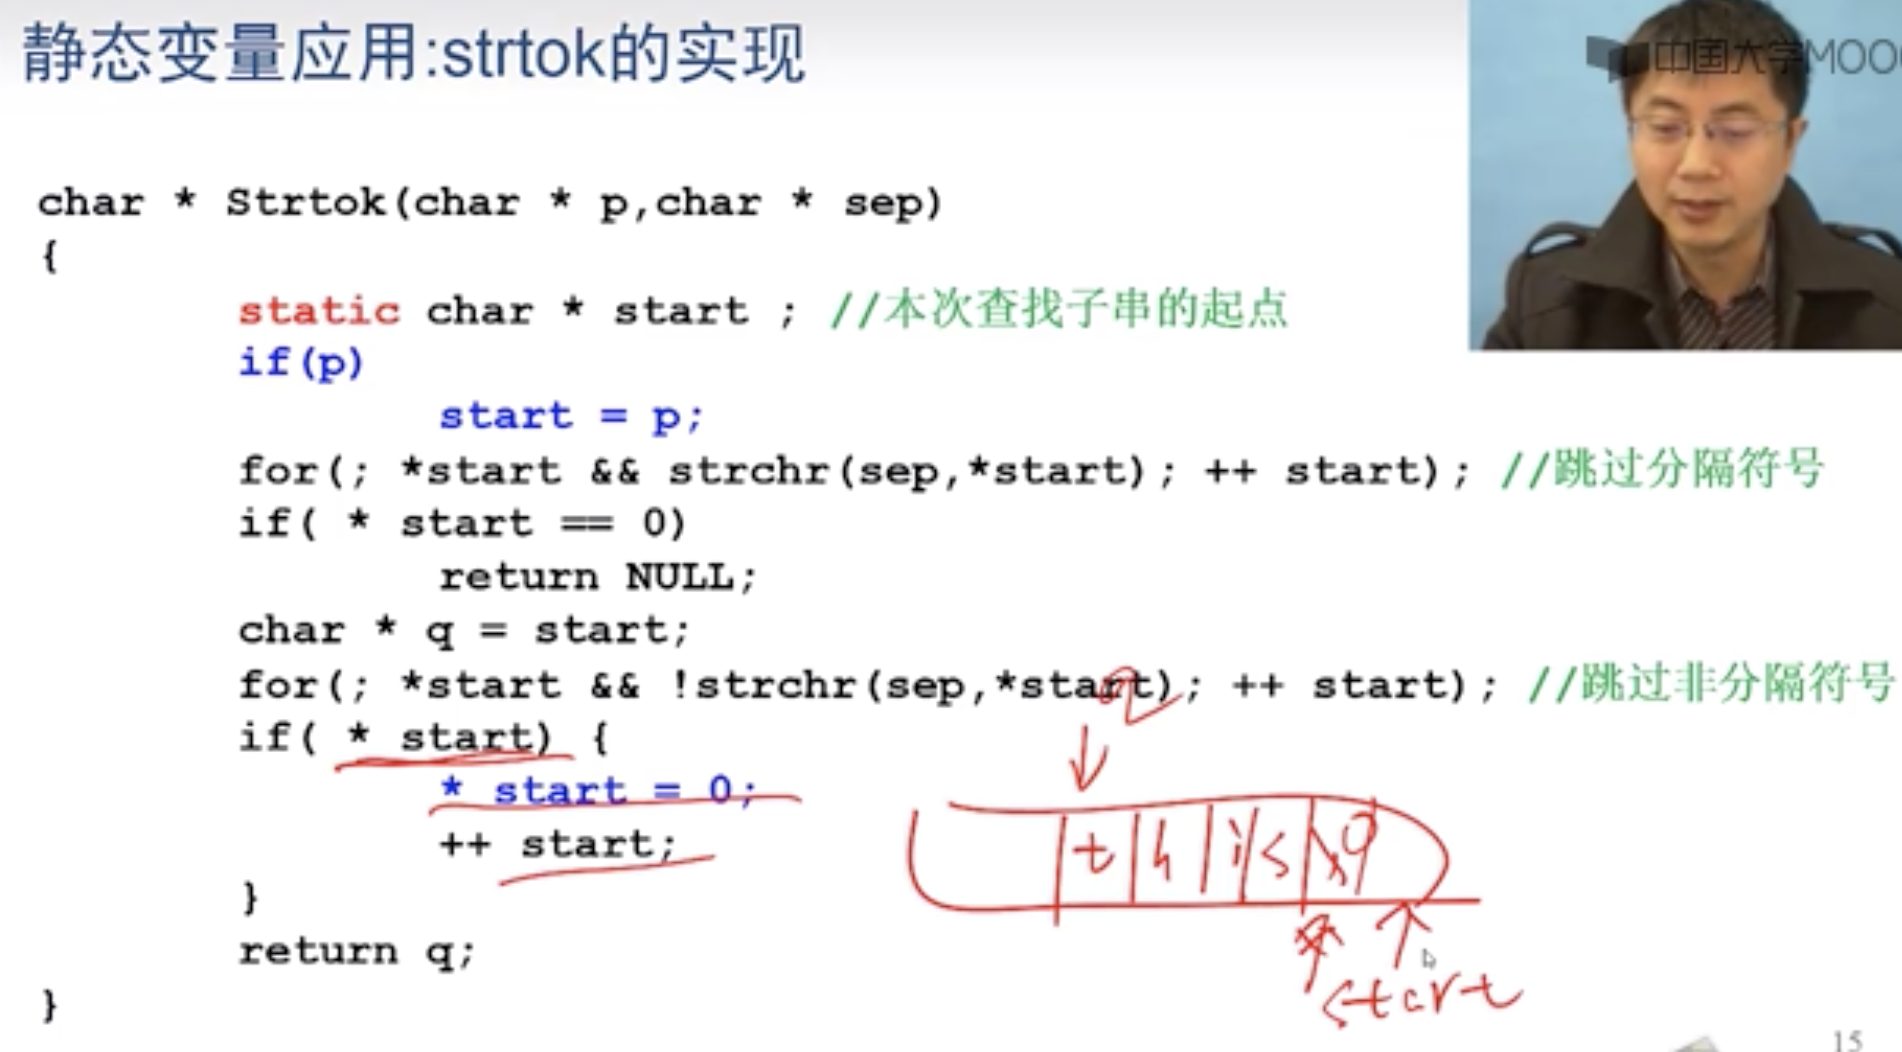 静态变量应用:strtok的实现
中国大学MOO
char * Strtok(char * p,char * sep)
{
static char * start ; //本次查找子串的起点
if(p)
start = p;
for(; *start && strchr(sep,*start); ++ start); //跳过分隔符号
if( * start == 0)
return NULL;
char * q = start;
for(; *start && !strchr(sep,*start); ++ start); //跳过非分隔符号
q
if( * start) {
* start = 0;
++ start;
t h i s \0
}
return q;
start
}
15